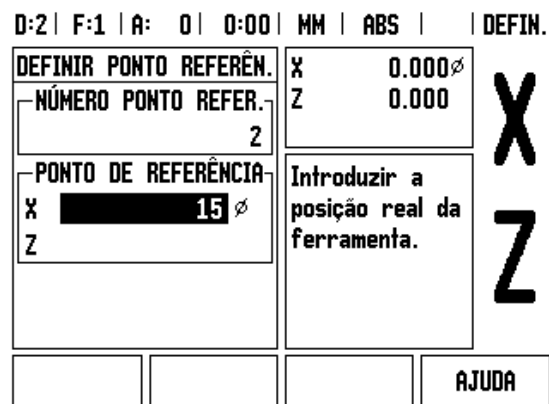 D:2 | F:1 | A: 0 | 0:00 | MM | ABS | | DEFIN.
DEFINIR PONTO REFERÊN.
NÚMERO PONTO REFER.
2
PONTO DE REFERÊNCIA
X 15 ⌀
Z
X 0.000 ⌀
Z 0.000
Introduzir a
posição real da
ferramenta.
X
Z
AJUDA